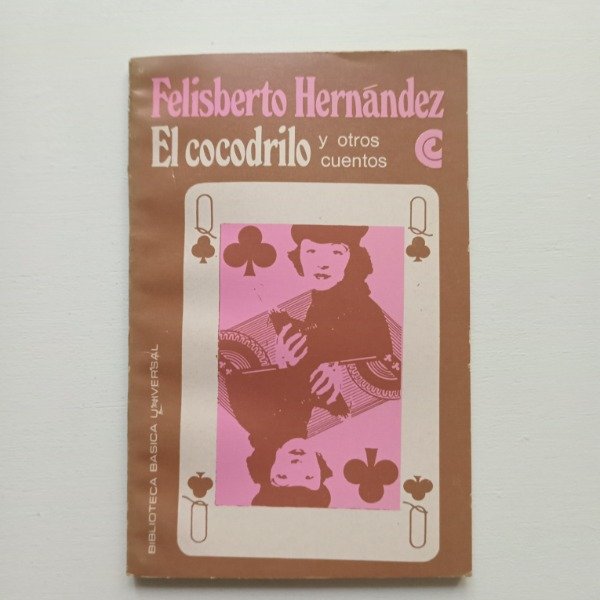 Felisberto Hernández
El cocodrilo y otros cuentos
Q Q
BIBLIOTECA BASICA UNIVERSAL
Q Q